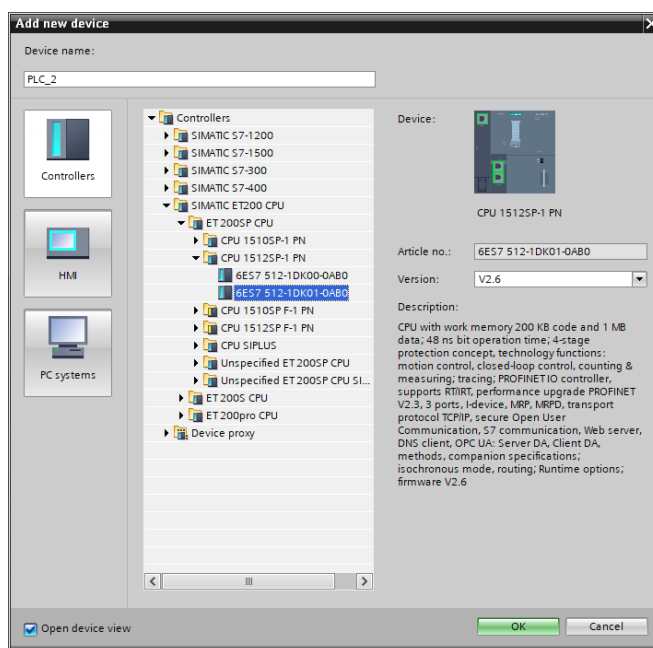 Add new device
Device name:
PLC_2
Controllers
HMI
PC systems
Controllers
SIMATIC S7-1200
SIMATIC S7-1500
SIMATIC S7-300
SIMATIC S7-400
SIMATIC ET200 CPU
ET 200SP CPU
CPU 1510SP-1 PN
CPU 1512SP-1 PN
6ES7 512-1DK00-0AB0
6ES7 512-1DK01-0AB0
CPU 1510SP F-1 PN
CPU 1512SP F-1 PN
CPU SIPLUS
Unspecified ET 200SP CPU
Unspecified ET 200SP CPU SI...
ET 200S CPU
ET 200pro CPU
Device proxy
Device:
CPU 1512SP-1 PN
Article no.:
6ES7 512-1DK01-0AB0
Version:
V2.6
Description:
CPU with work memory 200 KB code and 1 MB
data; 48 ns bit operation time; 4-stage
protection concept, technology functions:
motion control, closed-loop control, counting &
measuring; tracing; PROFINET IO controller,
supports RT/IRT, performance upgrade PROFINET
V2.3, 3 ports, I-device, MRP, MRPD, transport
protocol TCP/IP, secure Open User
Communication, S7 communication, Web server,
DNS client, OPC UA: Server DA, Client DA,
methods, companion specifications;
isochronous mode, routing; Runtime options;
firmware V2.6
Open device view
OK
Cancel